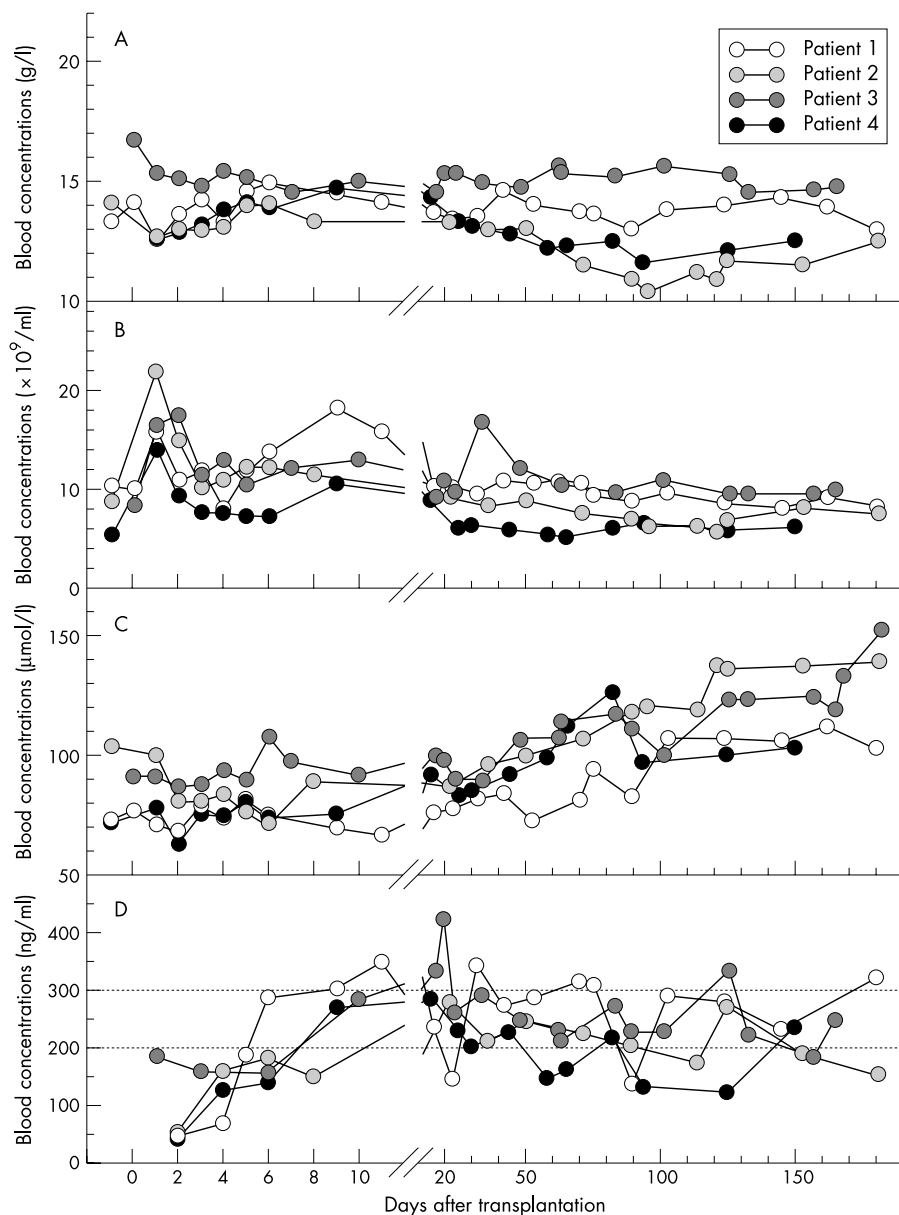 A
Blood concentrations (g/l)
20
15
10
Patient 1
Patient 2
Patient 3
Patient 4
B
Blood concentrations (× 10⁹/ml)
20
10
0
C
Blood concentrations (μmol/l)
150
100
50
D
Blood concentrations (ng/ml)
400
300
200
100
0
0 2 4 6 8 10 20 50 100 150
Days after transplantation